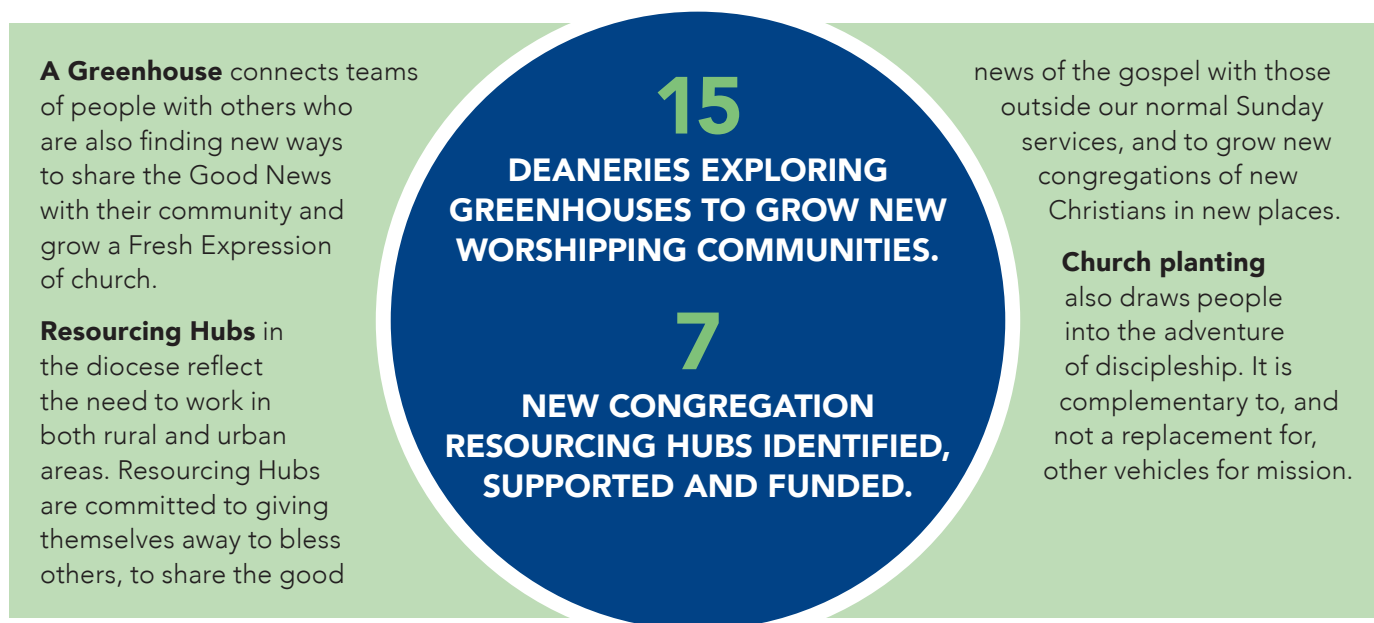 A Greenhouse connects teams
of people with others who
are also finding new ways
to share the Good News
with their community and
grow a Fresh Expression
of church.
Resourcing Hubs in
the diocese reflect
the need to work in
both rural and urban
areas. Resourcing Hubs
are committed to giving
themselves away to bless
others, to share the good
news of the gospel with those
outside our normal Sunday
services, and to grow new
congregations of new
Christians in new places.
Church planting
also draws people
into the adventure
of discipleship. It is
complementary to, and
not a replacement for,
other vehicles for mission.
15
DEANERIES EXPLORING
GREENHOUSES TO GROW NEW
WORSHIPPING COMMUNITIES.
7
NEW CONGREGATION
RESOURCING HUBS IDENTIFIED,
SUPPORTED AND FUNDED.